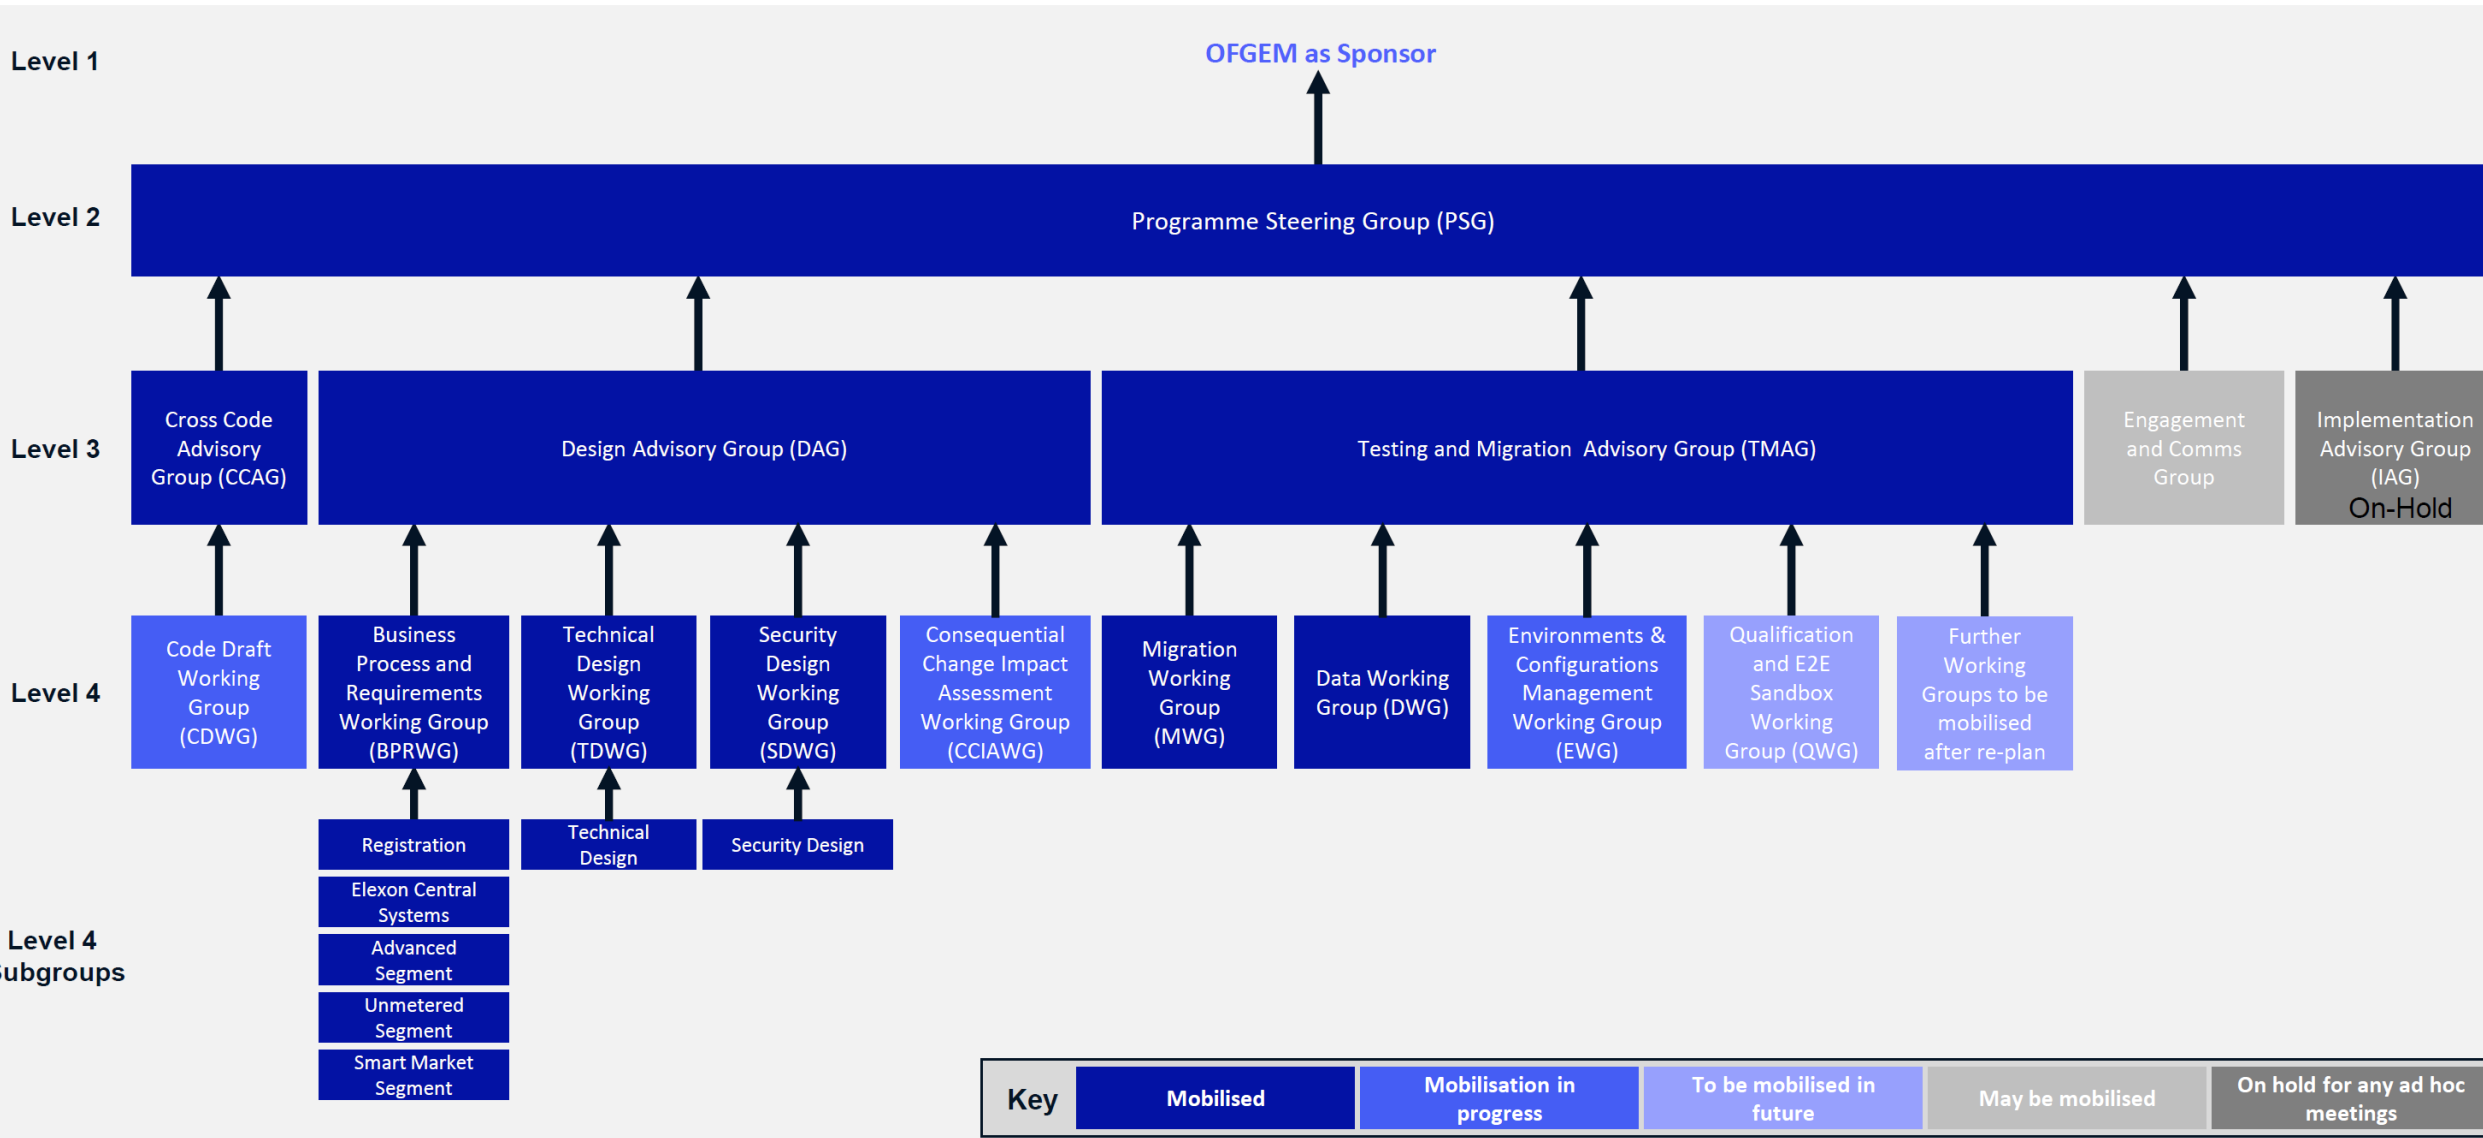 Level 1
OFGEM as Sponsor
Level 2
Programme Steering Group (PSG)
Level 3
Cross Code
Advisory
Group (CCAG)
Design Advisory Group (DAG)
Testing and Migration Advisory Group (TMAG)
Engagement
and Comms
Group
Implementation
Advisory Group
(IAG)
On-Hold
Level 4
Code Draft
Working
Group
(CDWG)
Business
Process and
Requirements
Working Group
(BPRWG)
Technical
Design
Working
Group
(TDWG)
Security
Design
Working
Group
(SDWG)
Consequential
Change Impact
Assessment
Working Group
(CCIAWG)
Migration
Working
Group
(MWG)
Data Working
Group (DWG)
Environments &
Configurations
Management
Working Group
(EWG)
Qualification
and E2E
Sandbox
Working
Group (QWG)
Further
Working
Groups to be
mobilised
after re-plan
Level 4
Subgroups
Registration
Elexon Central
Systems
Advanced
Segment
Unmetered
Segment
Smart Market
Segment
Technical
Design
Security Design
Key
Mobilised
Mobilisation in
progress
To be mobilised in
future
May be mobilised
On hold for any ad hoc
meetings